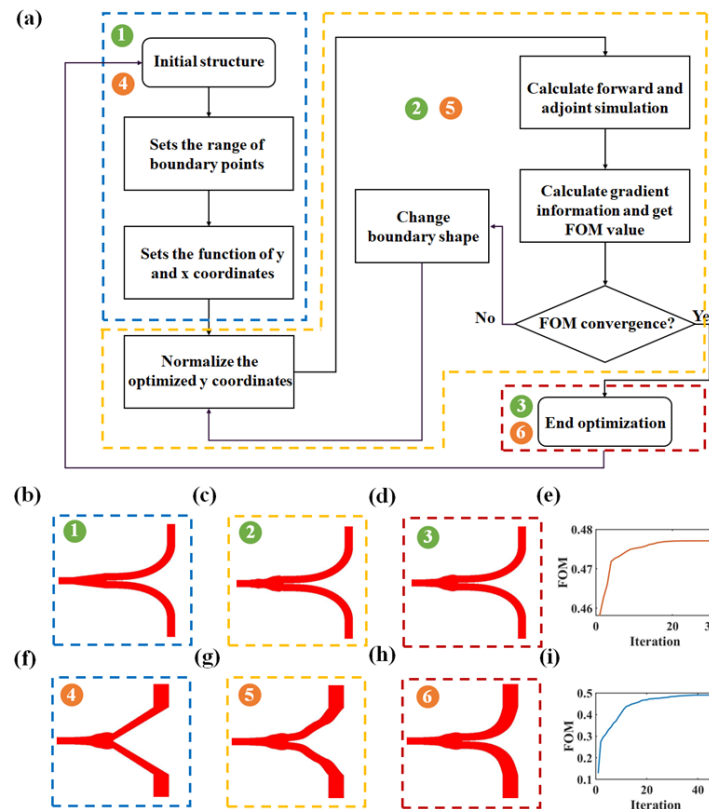 (a)
1
Initial structure
4
Sets the range of
boundary points
Sets the function of y
and x coordinates
Normalize the
optimized y coordinates
2 5
Change
boundary shape
Calculate forward and
adjoint simulation
Calculate gradient
information and get
FOM value
FOM convergence?
No
Yes
3
End optimization
6
(b)
1
(c)
2
(d)
3
(e)
0.48
0.47
0.46
FOM
0 20
Iteration
(f)
4
(g)
5
(h)
6
(i)
0.5
0.4
0.3
0.2
0.1
FOM
0 20 40
Iteration